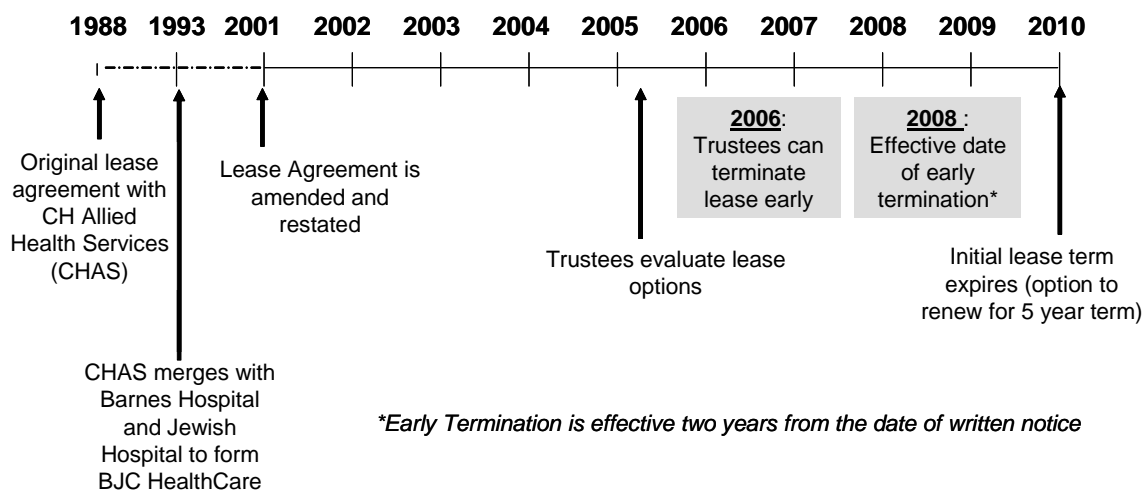 1988 1993 2001 2002 2003 2004 2005 2006 2007 2008 2009 2010
Original lease
agreement with
CH Allied
Health Services
(CHAS)
CHAS merges with
Barnes Hospital
and Jewish
Hospital to form
BJC HealthCare
Lease Agreement is
amended and
restated
Trustees evaluate lease
options
2006:
Trustees can
terminate
lease early
2008 :
Effective date
of early
termination*
Initial lease term
expires (option to
renew for 5 year term)
*Early Termination is effective two years from the date of written notice